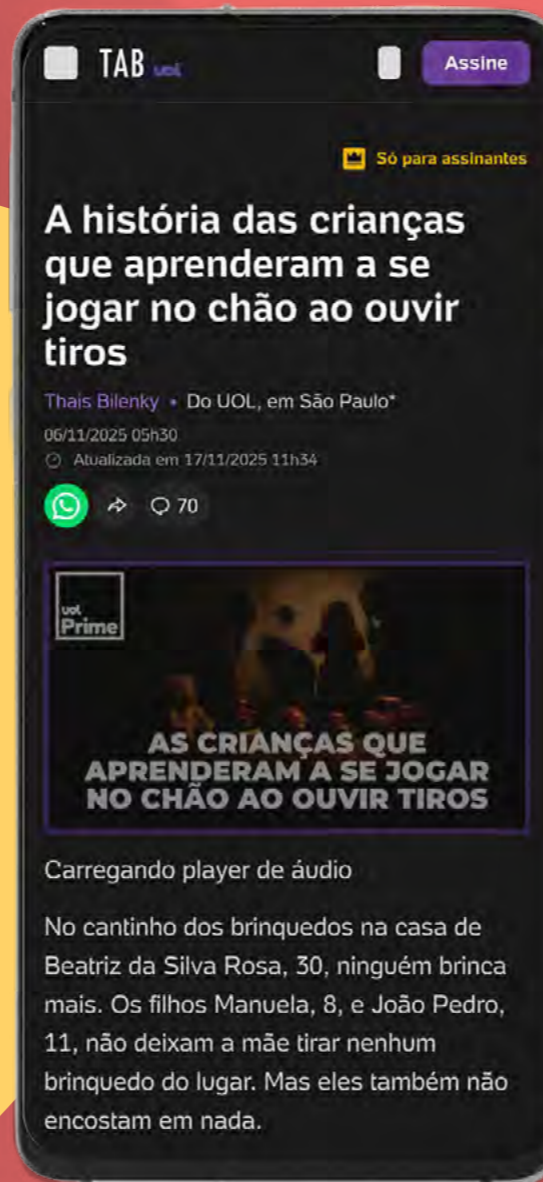 TAB uol
Assine
Só para assinantes
A história das crianças
que aprenderam a se
jogar no chão ao ouvir
tiros
Thais Bilenky • Do UOL, em São Paulo*
06/11/2025 05h30
Atualizada em 17/11/2025 11h34
70
uol
Prime
AS CRIANÇAS QUE
APRENDERAM A SE JOGAR
NO CHÃO AO OUVIR TIROS
Carregando player de áudio
No cantinho dos brinquedos na casa de
Beatriz da Silva Rosa, 30, ninguém brinca
mais. Os filhos Manuela, 8, e João Pedro,
11, não deixam a mãe tirar nenhum
brinquedo do lugar. Mas eles também não
encostam em nada.